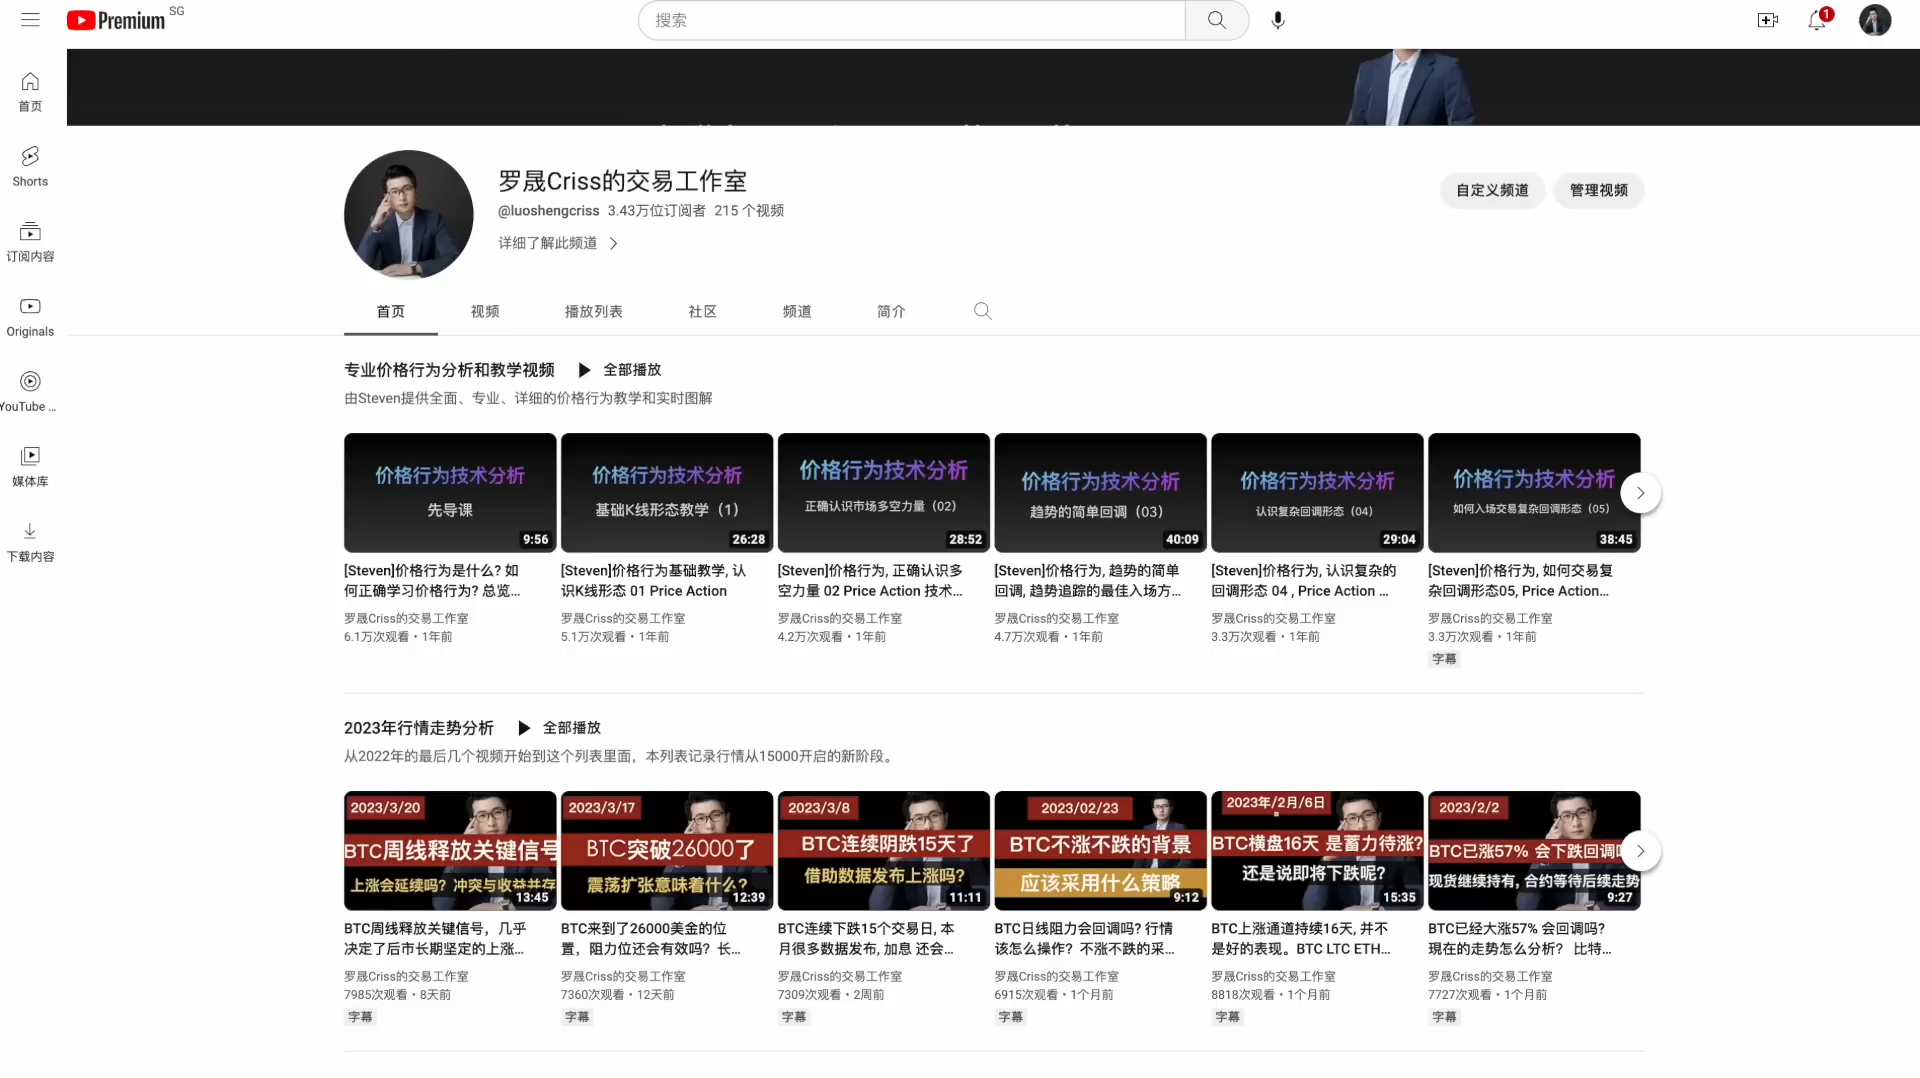 Premium SG
搜索
1
首页
Shorts
订阅内容
Originals
YouTube ...
媒体库
下载内容
罗晟Criss的交易工作室
@luoshengcriss 3.43万位订阅者 215 个视频
详细了解此频道
自定义频道
管理视频
首页 视频 播放列表 社区 频道 简介
专业价格行为分析和教学视频 全部播放
由Steven提供全面、专业、详细的价格行为教学和实时图解
价格行为技术分析
先导课
9:56
[Steven]价格行为是什么? 如
何正确学习价格行为? 总览...
罗晟Criss的交易工作室
6.1万次观看・1年前
价格行为技术分析
基础K线形态教学（1）
26:28
[Steven]价格行为基础教学, 认
识K线形态 01 Price Action
罗晟Criss的交易工作室
5.1万次观看・1年前
价格行为技术分析
正确认识市场多空力量（02）
28:52
[Steven]价格行为, 正确认识多
空力量 02 Price Action 技术...
罗晟Criss的交易工作室
4.2万次观看・1年前
价格行为技术分析
趋势的简单回调（03）
40:09
[Steven]价格行为, 趋势的简单
回调, 趋势追踪的最佳入场方...
罗晟Criss的交易工作室
4.7万次观看・1年前
价格行为技术分析
认识复杂回调形态（04）
29:04
[Steven]价格行为, 认识复杂的
回调形态 04 , Price Action ...
罗晟Criss的交易工作室
3.3万次观看・1年前
价格行为技术分析
如何入场交易复杂回调形态（05）
38:45
[Steven]价格行为, 如何交易复
杂回调形态05, Price Action...
罗晟Criss的交易工作室
3.3万次观看・1年前
字幕
2023年行情走势分析 全部播放
从2022年的最后几个视频开始到这个列表里面，本列表记录行情从15000开启的新阶段。
2023/3/20
BTC周线释放关键信号
上涨会延续吗? 冲突与收益并存
13:45
BTC周线释放关键信号，几乎
决定了后市长期坚定的上涨...
罗晟Criss的交易工作室
7985次观看・8天前
字幕
2023/3/17
BTC突破26000了
震荡扩张意味着什么?
12:39
BTC来到了26000美金的位
置，阻力位还会有效吗？长...
罗晟Criss的交易工作室
7360次观看・12天前
字幕
2023/3/8
BTC连续阴跌15天了
借助数据发布上涨吗?
11:11
BTC连续下跌15个交易日, 本
月很多数据发布, 加息 还会...
罗晟Criss的交易工作室
7309次观看・2周前
字幕
2023/02/23
BTC不涨不跌的背景
应该采用什么策略
9:12
BTC日线阻力会回调吗? 行情
该怎么操作？不涨不跌的采...
罗晟Criss的交易工作室
6915次观看・1个月前
字幕
2023年/2月/6日
BTC横盘16天 是蓄力待涨?
还是说即将下跌呢?
15:35
BTC上涨通道持续16天, 并不
是好的表现。BTC LTC ETH...
罗晟Criss的交易工作室
8818次观看・1个月前
字幕
2023/2/2
BTC已涨57% 会下跌回调
现货继续持有, 合约等待后续走势
9:27
BTC已经大涨57% 会回调吗?
現在的走势怎么分析？ 比特...
罗晟Criss的交易工作室
7727次观看・1个月前
字幕